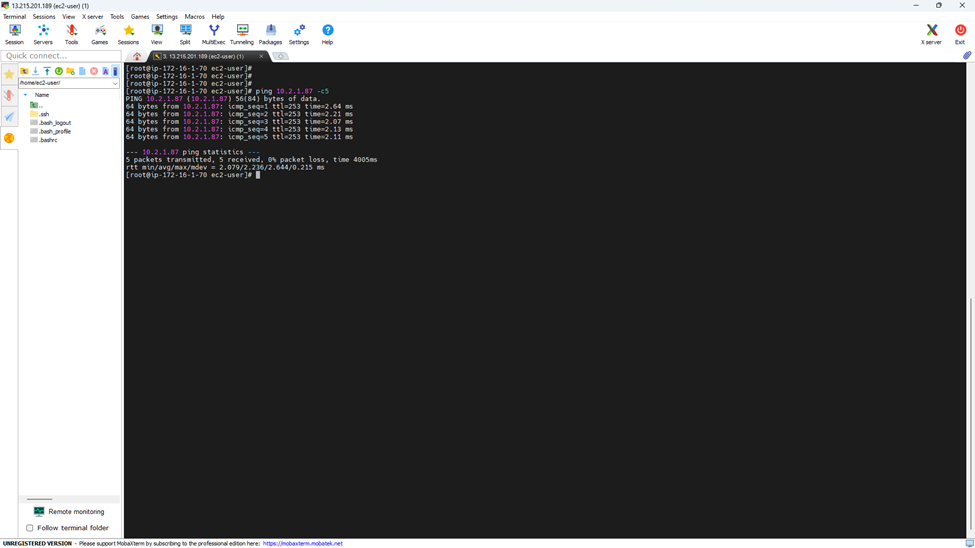 13.215.201.189 (ec2-user) (1)
Terminal Sessions View X server Tools Games Settings Macros Help
Session Servers Tools Games Sessions View Split MultiExec Tunneling Packages Settings Help X server Exit
Quick connect...
3. 13.215.201.189 (ec2-user) (1)
/home/ec2-user/
Name
..
.ssh
.bash_logout
.bash_profile
.bashrc
[root@ip-172-16-1-70 ec2-user]#
[root@ip-172-16-1-70 ec2-user]#
[root@ip-172-16-1-70 ec2-user]#
[root@ip-172-16-1-70 ec2-user]# ping 10.2.1.87 -c5
PING 10.2.1.87 (10.2.1.87) 56(84) bytes of data.
64 bytes from 10.2.1.87: icmp_seq=1 ttl=253 time=2.64 ms
64 bytes from 10.2.1.87: icmp_seq=2 ttl=253 time=2.21 ms
64 bytes from 10.2.1.87: icmp_seq=3 ttl=253 time=2.07 ms
64 bytes from 10.2.1.87: icmp_seq=4 ttl=253 time=2.13 ms
64 bytes from 10.2.1.87: icmp_seq=5 ttl=253 time=2.11 ms
--- 10.2.1.87 ping statistics ---
5 packets transmitted, 5 received, 0% packet loss, time 4005ms
rtt min/avg/max/mdev = 2.079/2.236/2.644/0.215 ms
[root@ip-172-16-1-70 ec2-user]#
Remote monitoring
Follow terminal folder
UNREGISTERED VERSION - Please support MobaXterm by subscribing to the professional edition here: https://mobaxterm.mobatek.net